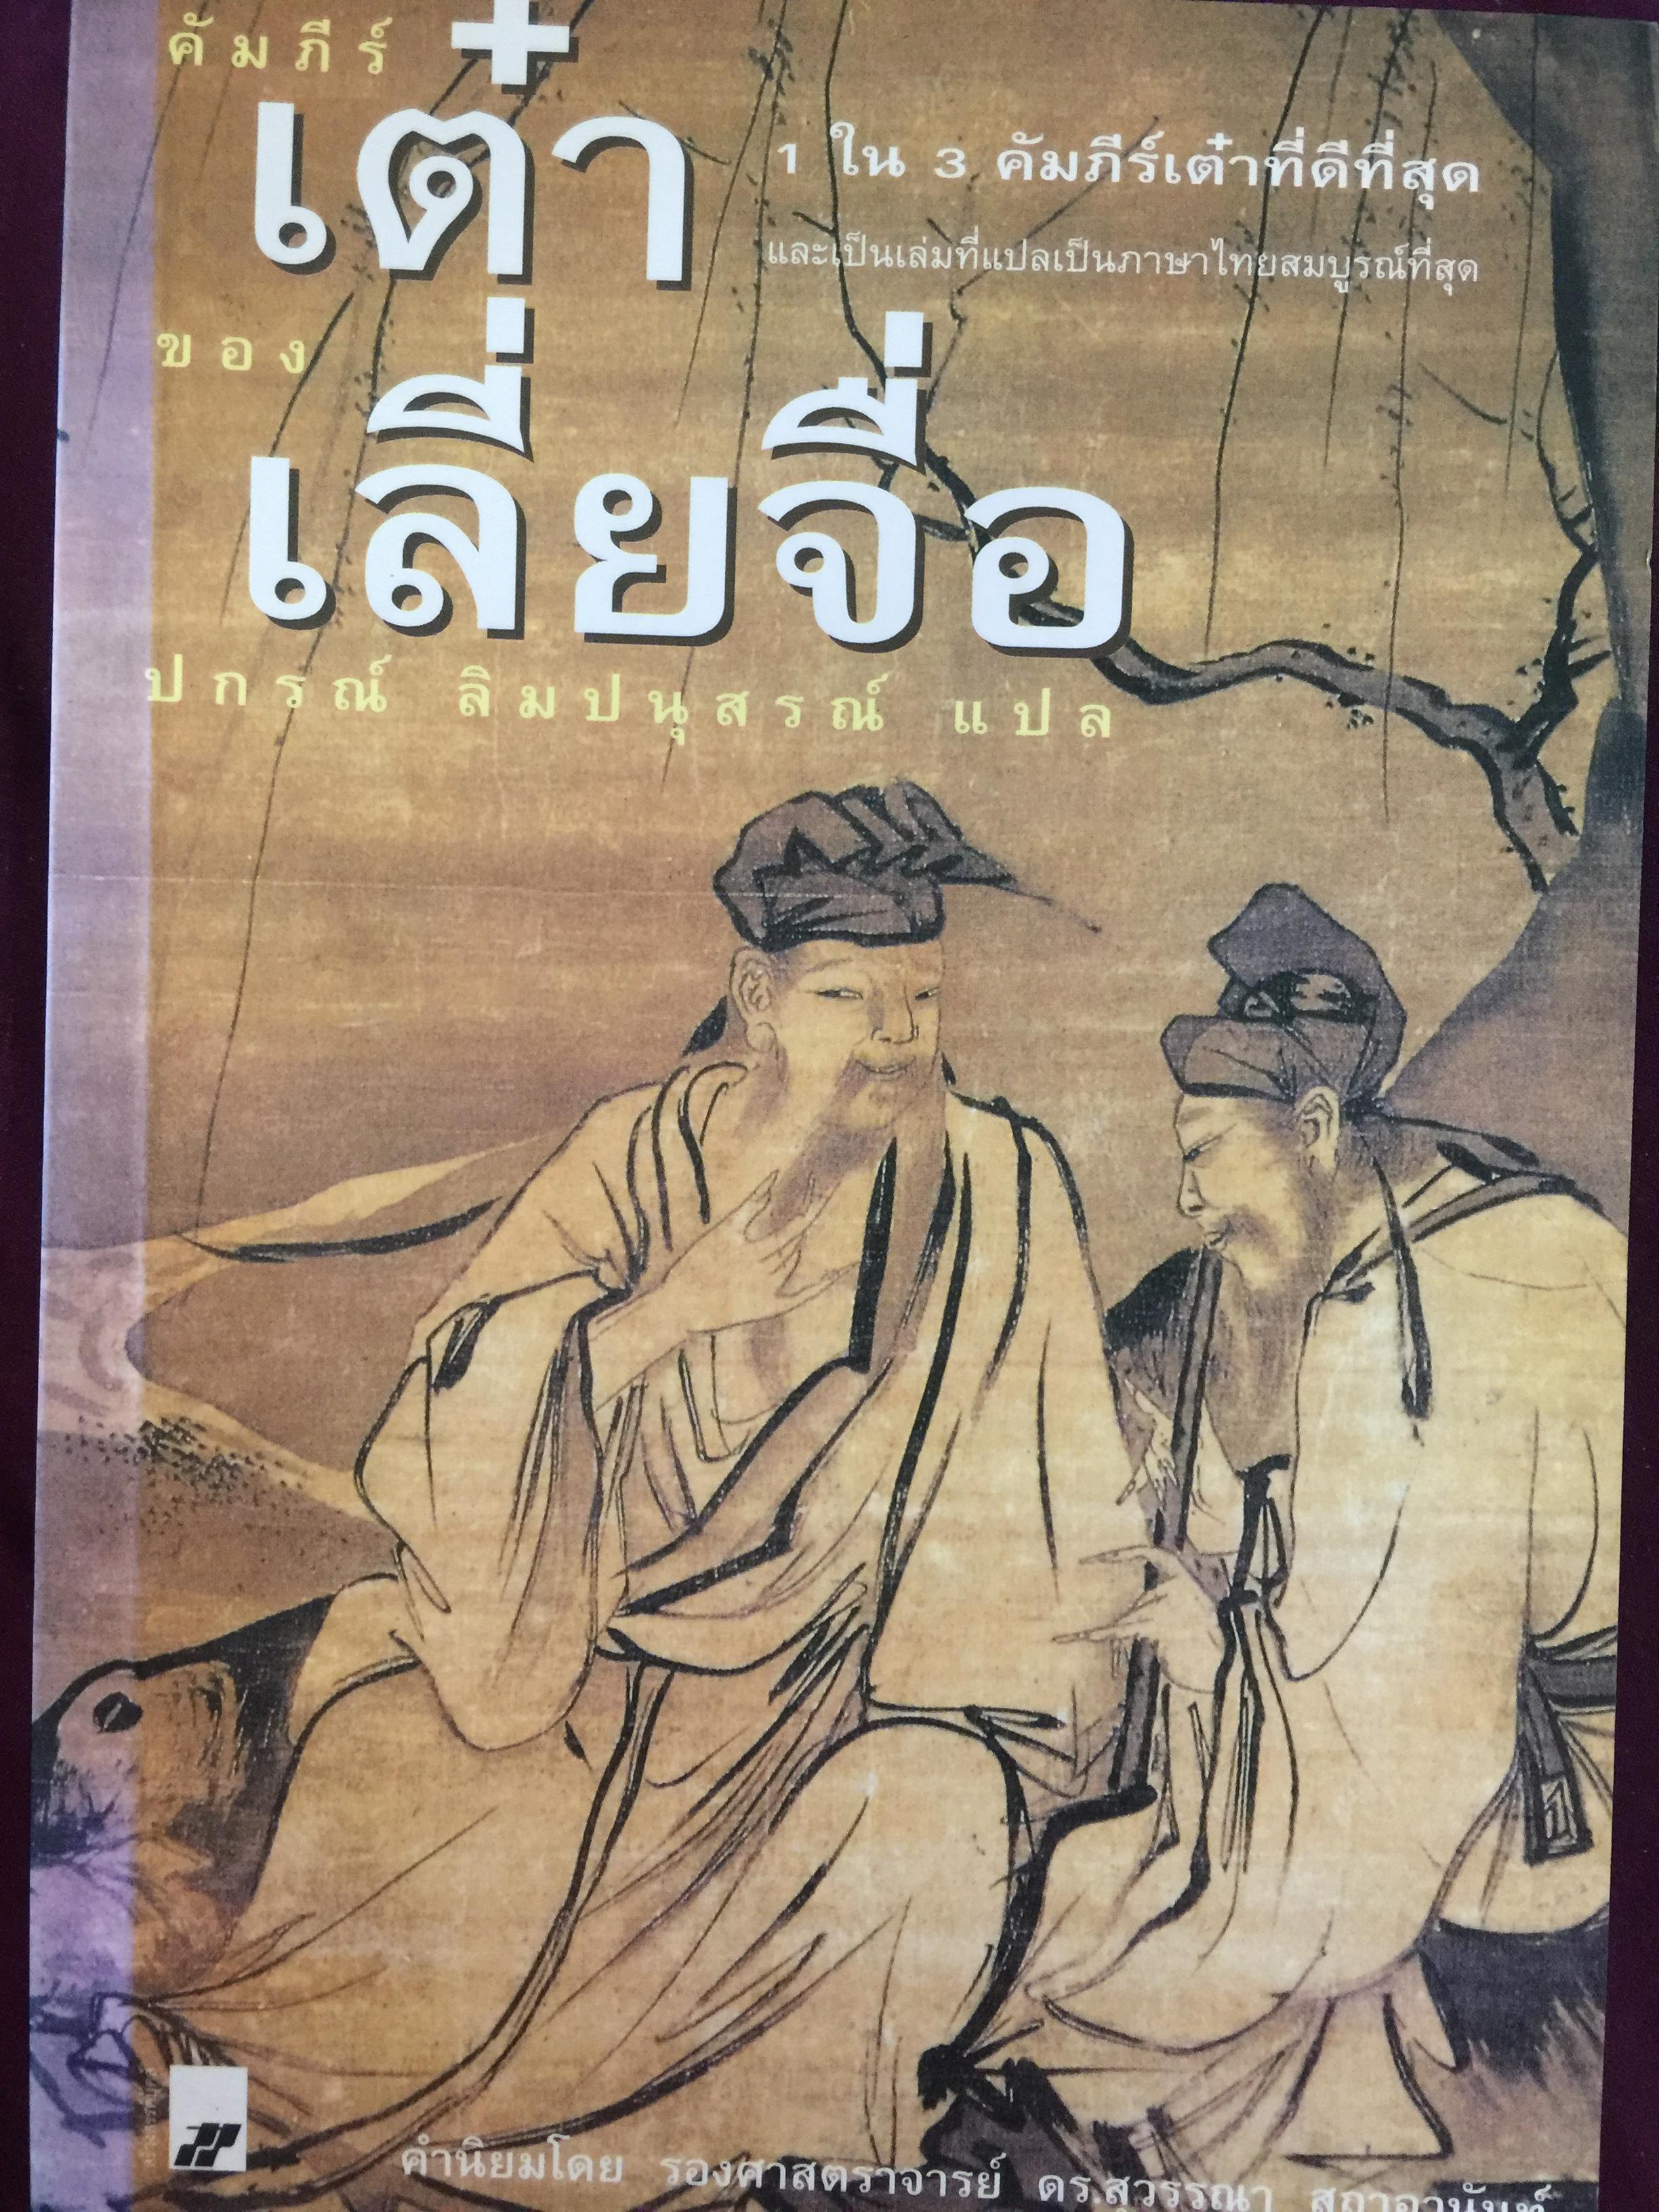 คัมภีร์
เต๋า
1 ใน 3 คัมภีร์เต๋าที่ดีที่สุด
และเป็นเล่มที่แปลเป็นภาษาไทยสมบูรณ์ที่สุด
ของ
เลี่ยจื่อ
ปกรณ์ ลิมปนุสรณ์ แปล
คำนิยมโดย รองศาสตราจารย์ ดร.สุวรรณา สถาอานันท์